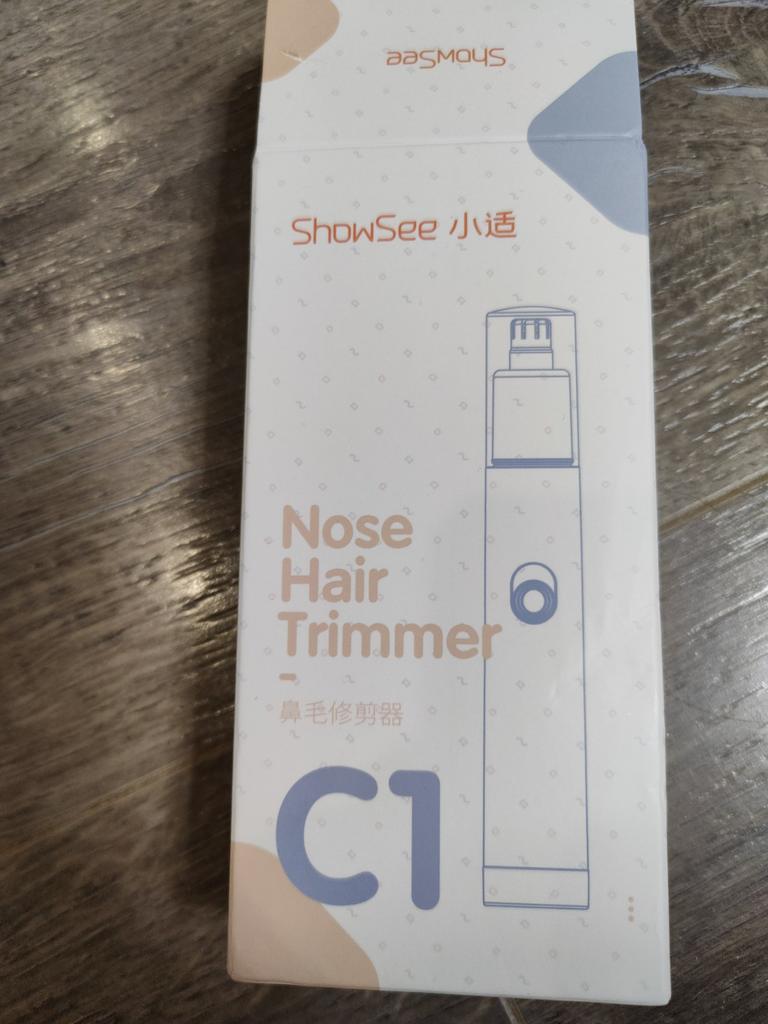 ShowSee
ShowSee 小适
Nose
Hair
Trimmer
-
鼻毛修剪器
C1